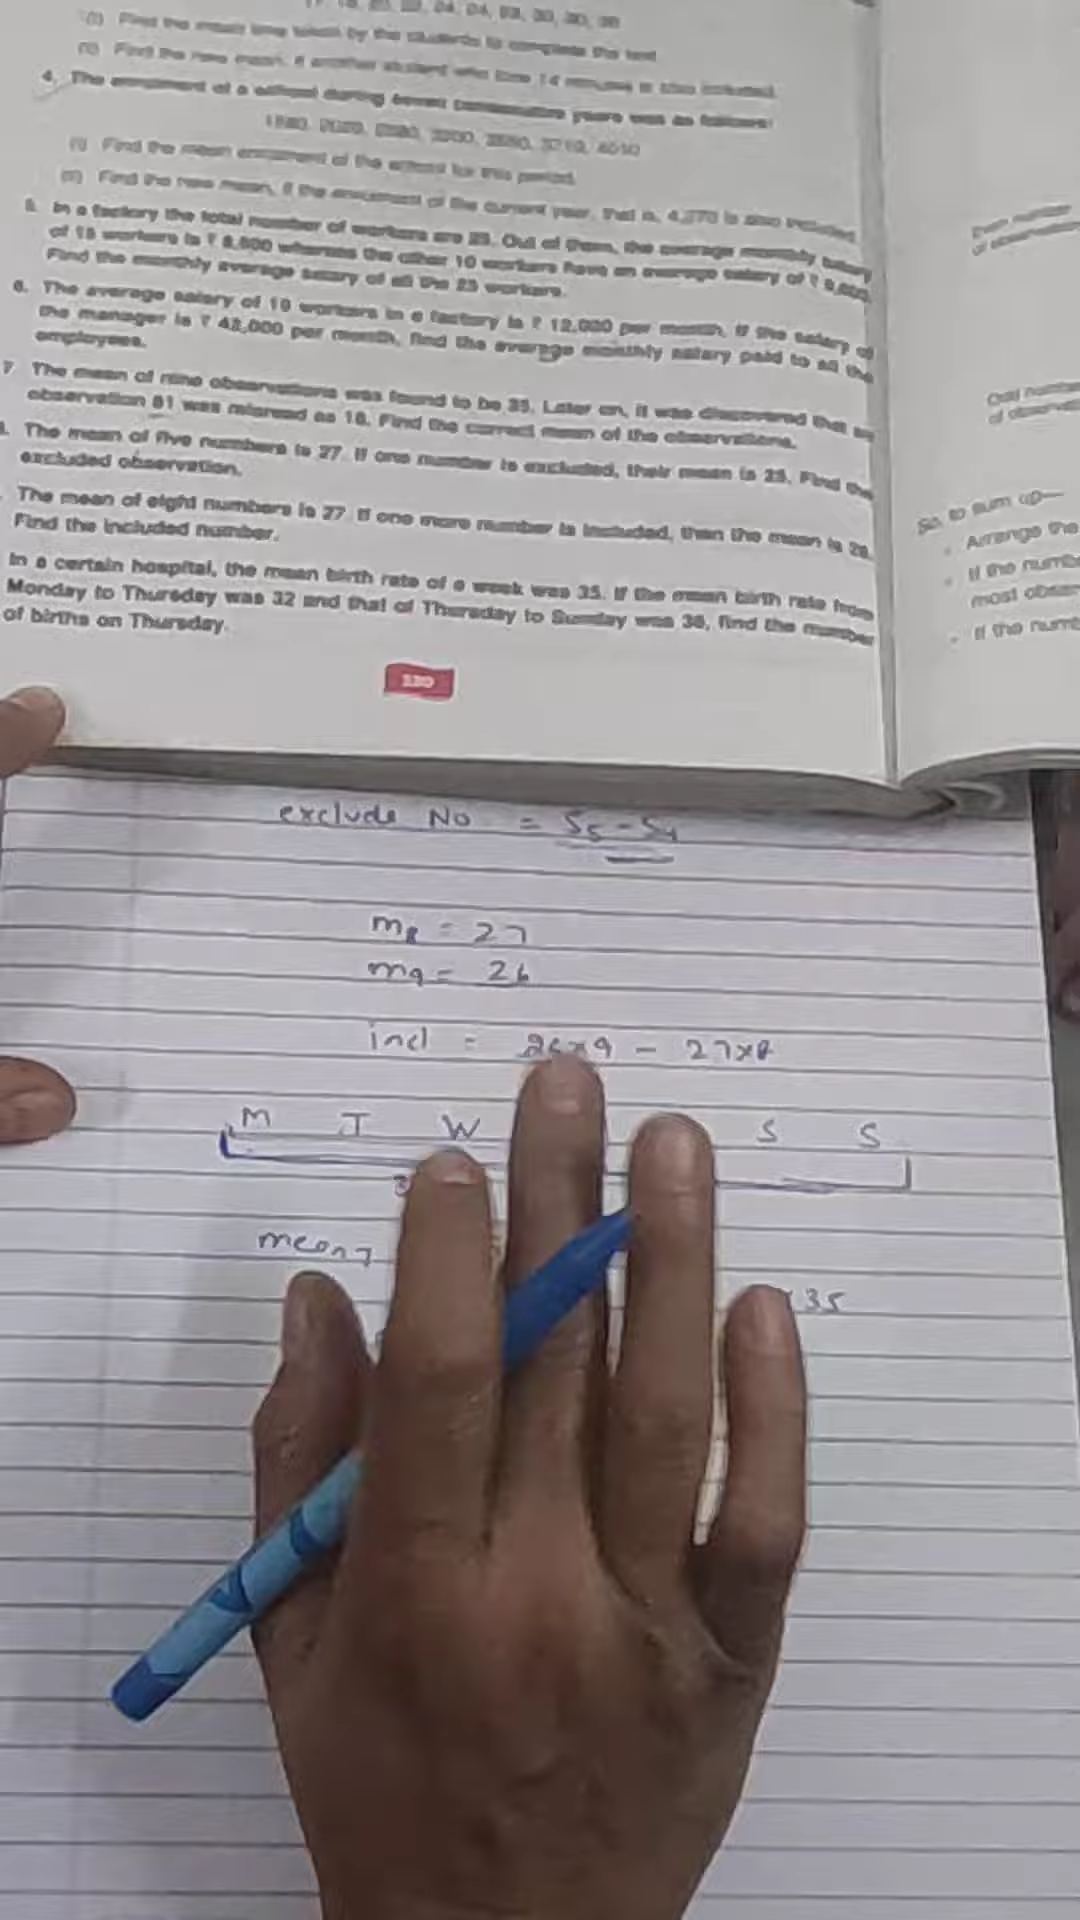 (i) Find the mean time taken by the students to complete the test.
(ii) Find the new mean, if another student who took 14 minutes is also included.
4. The enrolment of a school during seven consecutive years was as follows:
(i) Find the mean enrolment of the school for this period.
(ii) Find the new mean, if the enrolment of the current year, that is, 4,270 is also included.
5. In a factory the total number of workers are 25. Out of them, the average monthly salary
of 15 workers is ₹ 8,500 whereas the other 10 workers have an average salary of ₹ 9,600.
Find the monthly average salary of all the 25 workers.
6. The average salary of 19 workers in a factory is ₹ 12,000 per month. If the salary of
the manager is ₹ 42,000 per month, find the average monthly salary paid to all the
employees.
7. The mean of nine observations was found to be 35. Later on, it was discovered that an
observation 81 was misread as 18. Find the correct mean of the observations.
The mean of five numbers is 27. If one number is excluded, their mean is 25. Find the
excluded observation.
The mean of eight numbers is 27. If one more number is included, then the mean is 26.
Find the included number.
In a certain hospital, the mean birth rate of a week was 35. If the mean birth rate from
Monday to Thursday was 32 and that of Thursday to Sunday was 38, find the number
of births on Thursday.
So, to sum up—
Arrange the
If the numb
most obser
If the numb
exclude No = S5 - S4
m8 = 27
m9 = 26
incl = 26×9 - 27×8
M T W S S
mean7
35